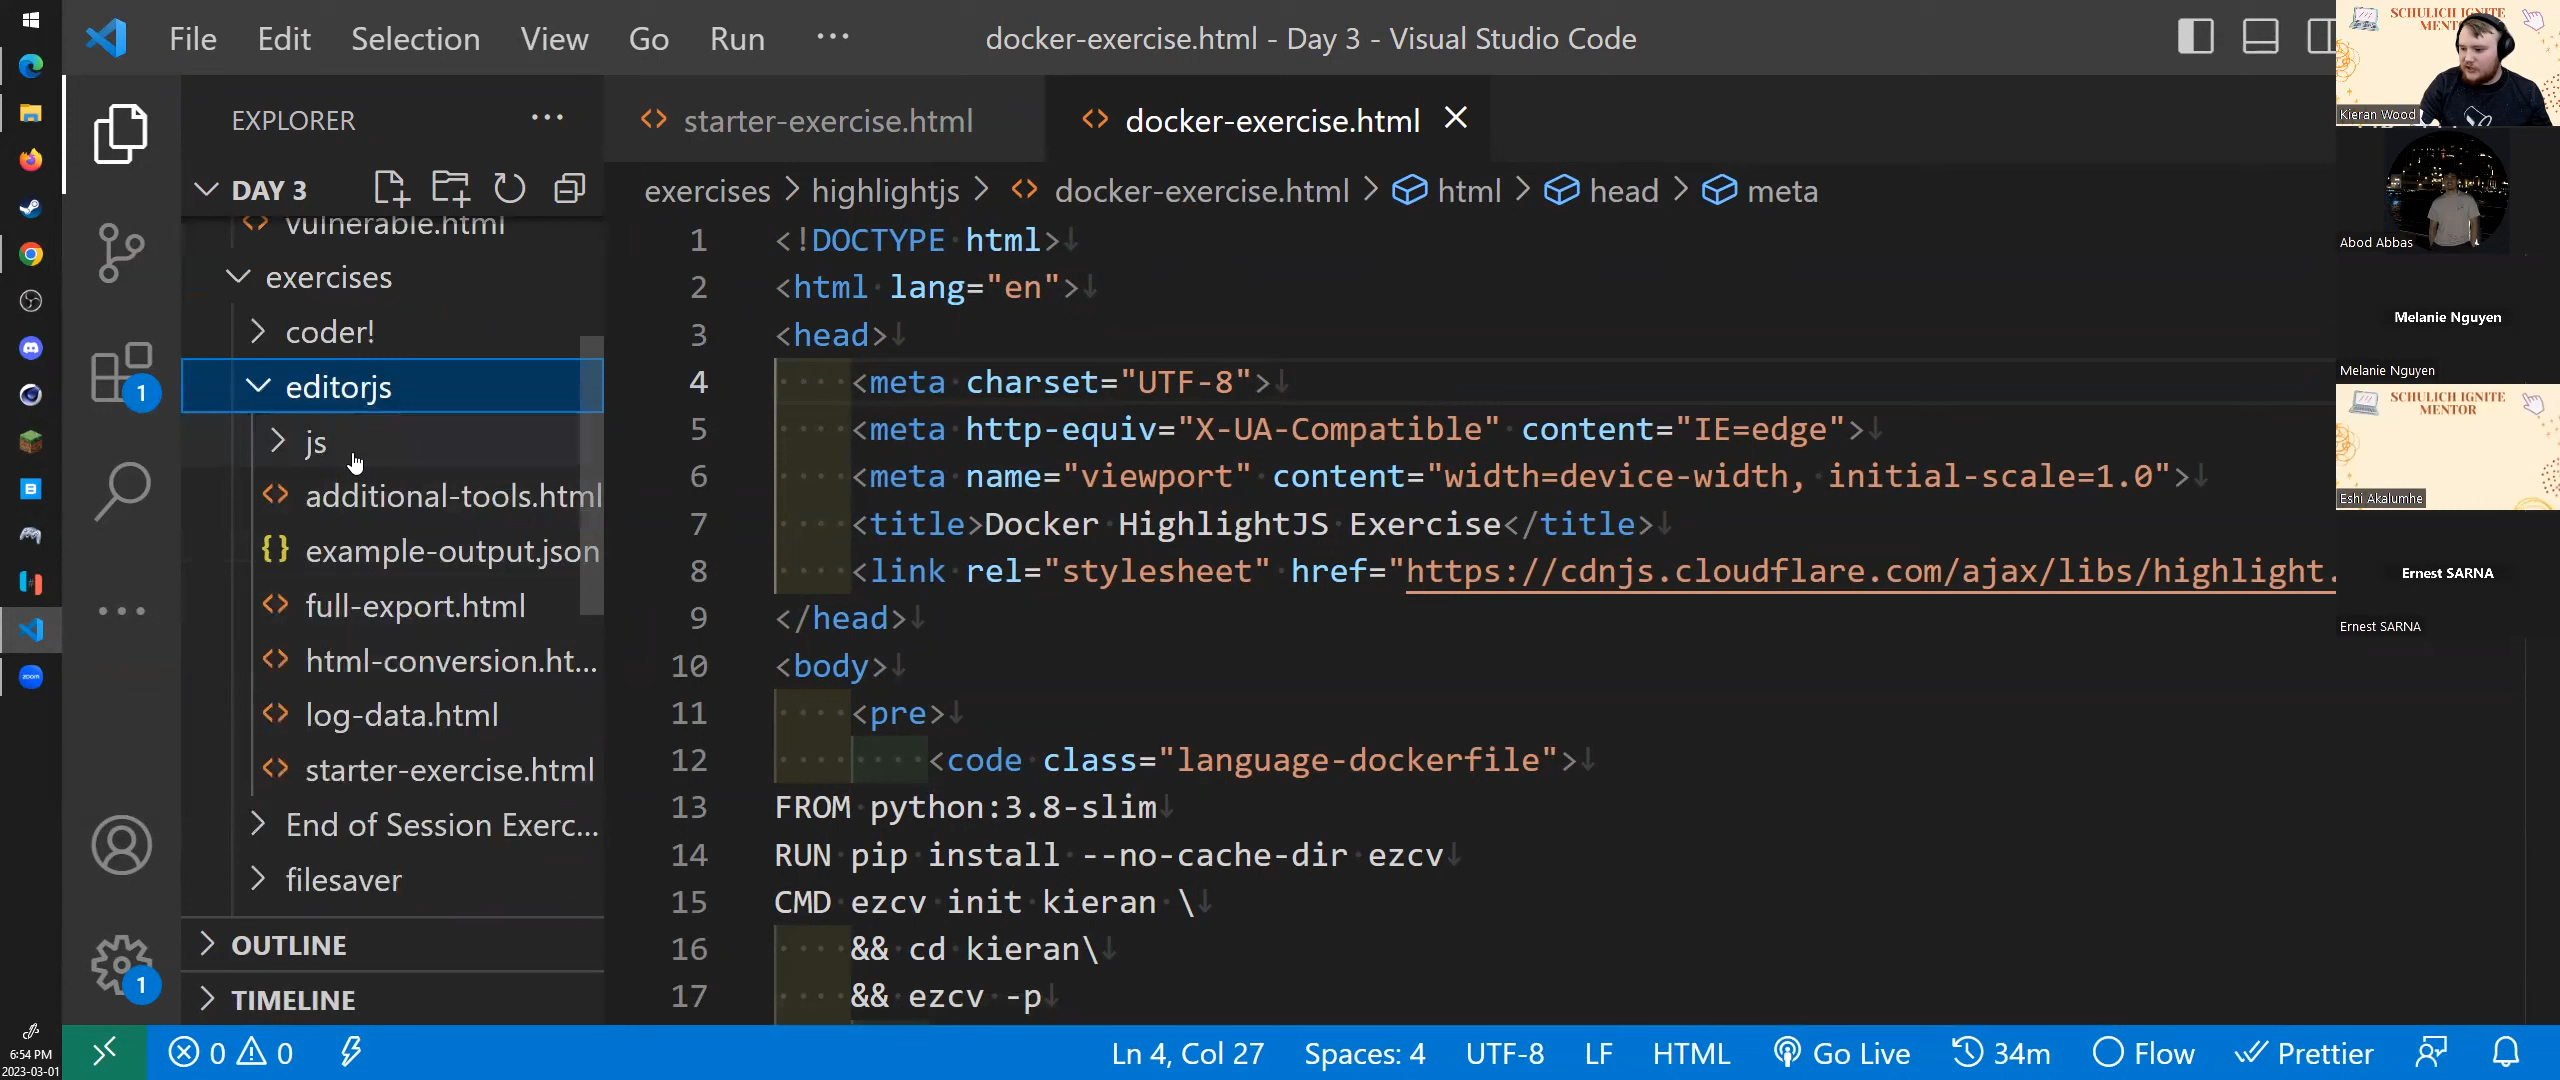 File Edit Selection View Go Run ··· docker-exercise.html - Day 3 - Visual Studio Code
EXPLORER ···
starter-exercise.html docker-exercise.html
DAY 3
exercises > highlightjs > docker-exercise.html > html > head > meta
vulnerable.html
exercises
coder!
editorjs
js
additional-tools.html
example-output.json
full-export.html
html-conversion.ht...
log-data.html
starter-exercise.html
End of Session Exerc...
filesaver
OUTLINE
TIMELINE
1
1
1 <!DOCTYPE html>
2 <html lang="en">
3 <head>
4 <meta charset="UTF-8">
5 <meta http-equiv="X-UA-Compatible" content="IE=edge">
6 <meta name="viewport" content="width=device-width, initial-scale=1.0">
7 <title>Docker HighlightJS Exercise</title>
8 <link rel="stylesheet" href="https://cdnjs.cloudflare.com/ajax/libs/highlight.
9 </head>
10 <body>
11 <pre>
12 <code class="language-dockerfile">
13 FROM python:3.8-slim
14 RUN pip install --no-cache-dir ezcv
15 CMD ezcv init kieran \
16 && cd kieran\
17 && ezcv -p
SCHULICH IGNITE
Kieran Wood
Abod Abbas
Melanie Nguyen
Melanie Nguyen
SCHULICH IGNITE
MENTOR
Eshi Akalumhe
Ernest SARNA
Ernest SARNA
zoom
6:54 PM
2023-03-01
0 0 Ln 4, Col 27 Spaces: 4 UTF-8 LF HTML Go Live 34m Flow Prettier